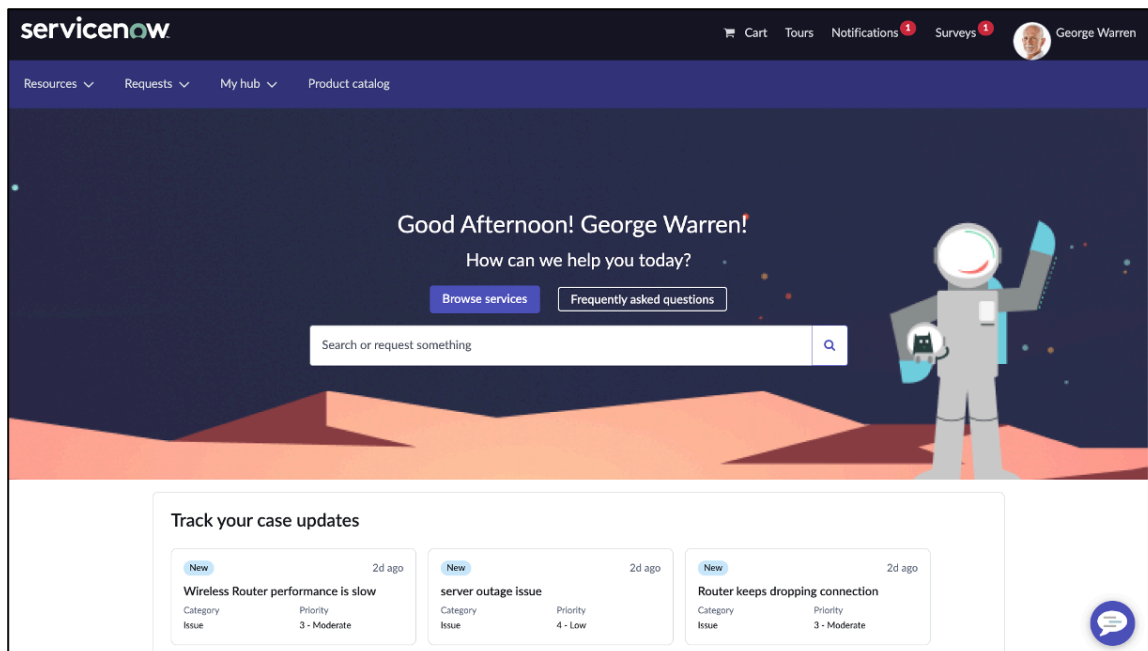 servicenow
Cart Tours Notifications 1 Surveys 1 George Warren
Resources Requests My hub Product catalog
Good Afternoon! George Warren!
How can we help you today?
Browse services Frequently asked questions
Search or request something
Track your case updates
New 2d ago
Wireless Router performance is slow
Category Priority
Issue 3 - Moderate
New 2d ago
server outage issue
Category Priority
Issue 4 - Low
New 2d ago
Router keeps dropping connection
Category Priority
Issue 3 - Moderate